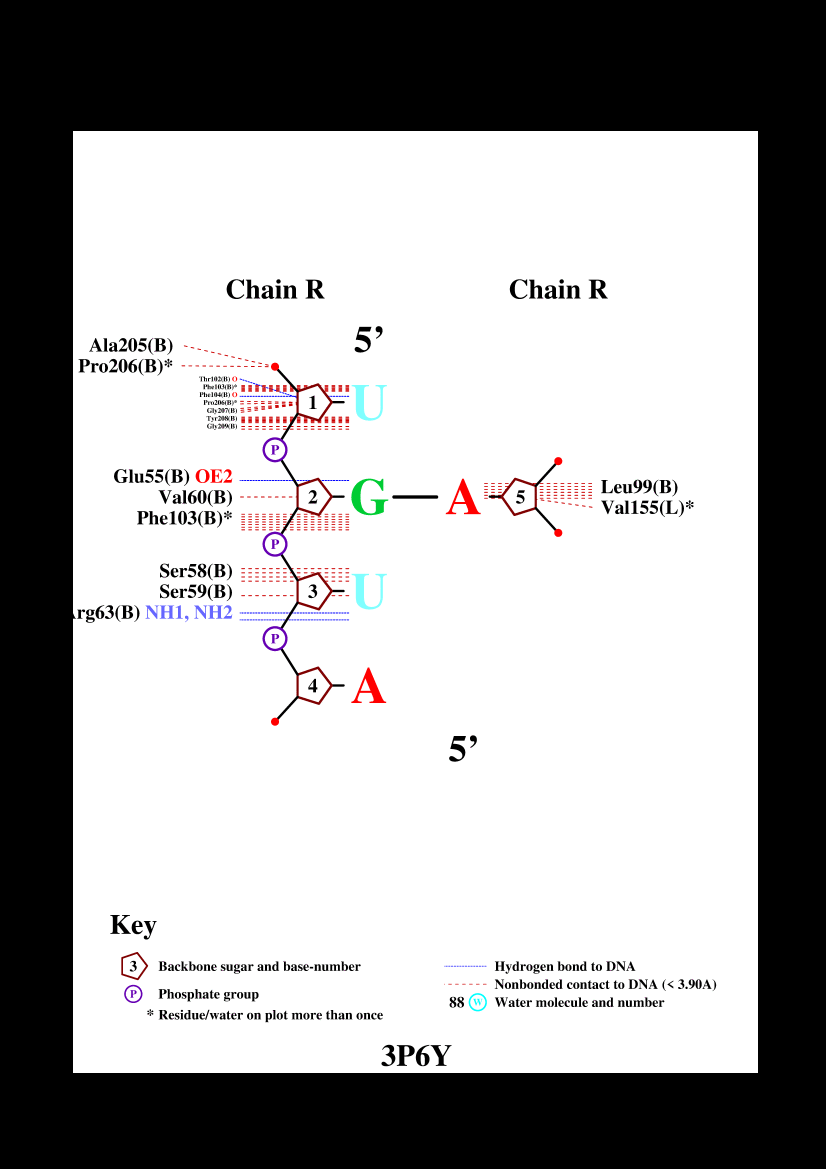 Chain R
Chain R
5’
Ala205(B)
Pro206(B)*
Thr102(B) O
Phe103(B)*
Phe104(B) O
Pro206(B)*
Gly207(B)
Tyr208(B)
Gly209(B)
1
U
P
Glu55(B) OE2
Val60(B)
Phe103(B)*
2
G
A
5
Leu99(B)
Val155(L)*
P
Ser58(B)
Ser59(B)
rg63(B) NH1, NH2
3
U
P
4
A
5’
Key
3 Backbone sugar and base-number
P Phosphate group
* Residue/water on plot more than once
Hydrogen bond to DNA
Nonbonded contact to DNA (< 3.90A)
88 W Water molecule and number
3P6Y